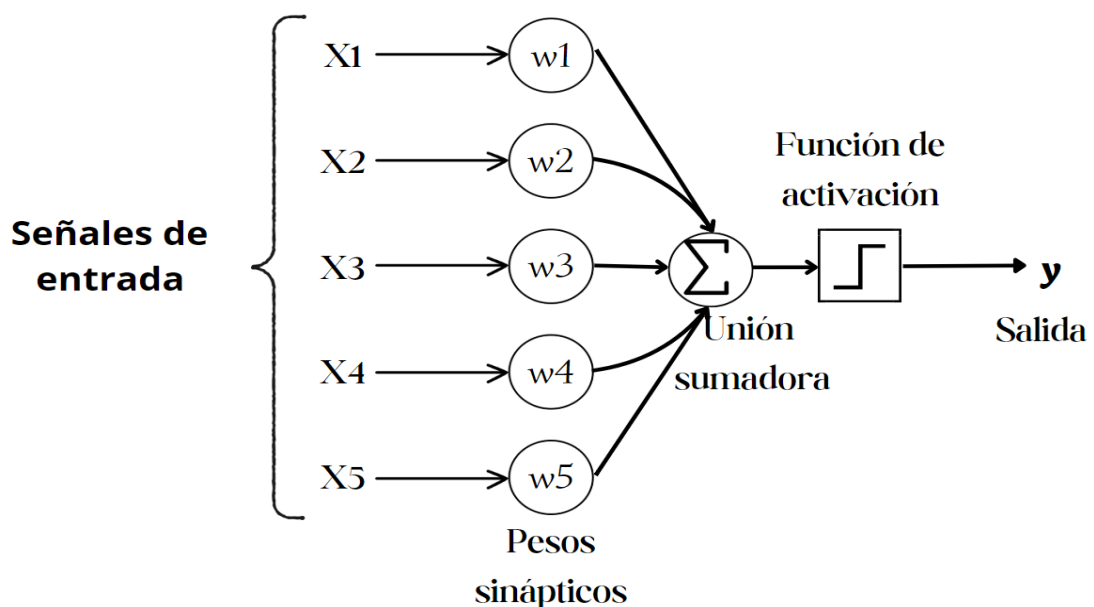 Señales de
entrada
X1
X2
X3
X4
X5
w1
w2
w3
w4
w5
Pesos
sinápticos
Σ
Unión
sumadora
Función de
activación
y
Salida